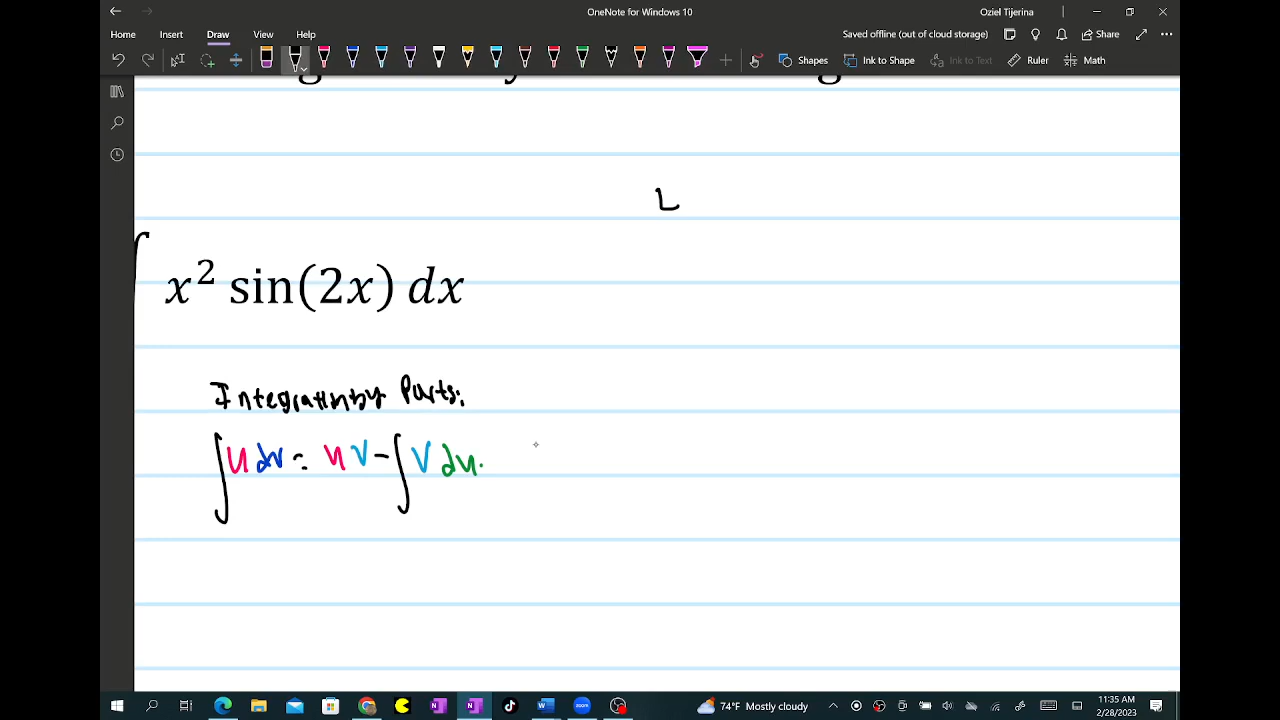 OneNote for Windows 10
Oziel Tijerina
Home Insert Draw View Help
Saved offline (out of cloud storage)
Share
Shapes
Ink to Shape
Ink to Text
Ruler
Math
L
∫ x² sin(2x) dx
Integration by Parts:
∫ u dv = uv - ∫ v du.
74°F Mostly cloudy
11:35 AM
2/28/2023